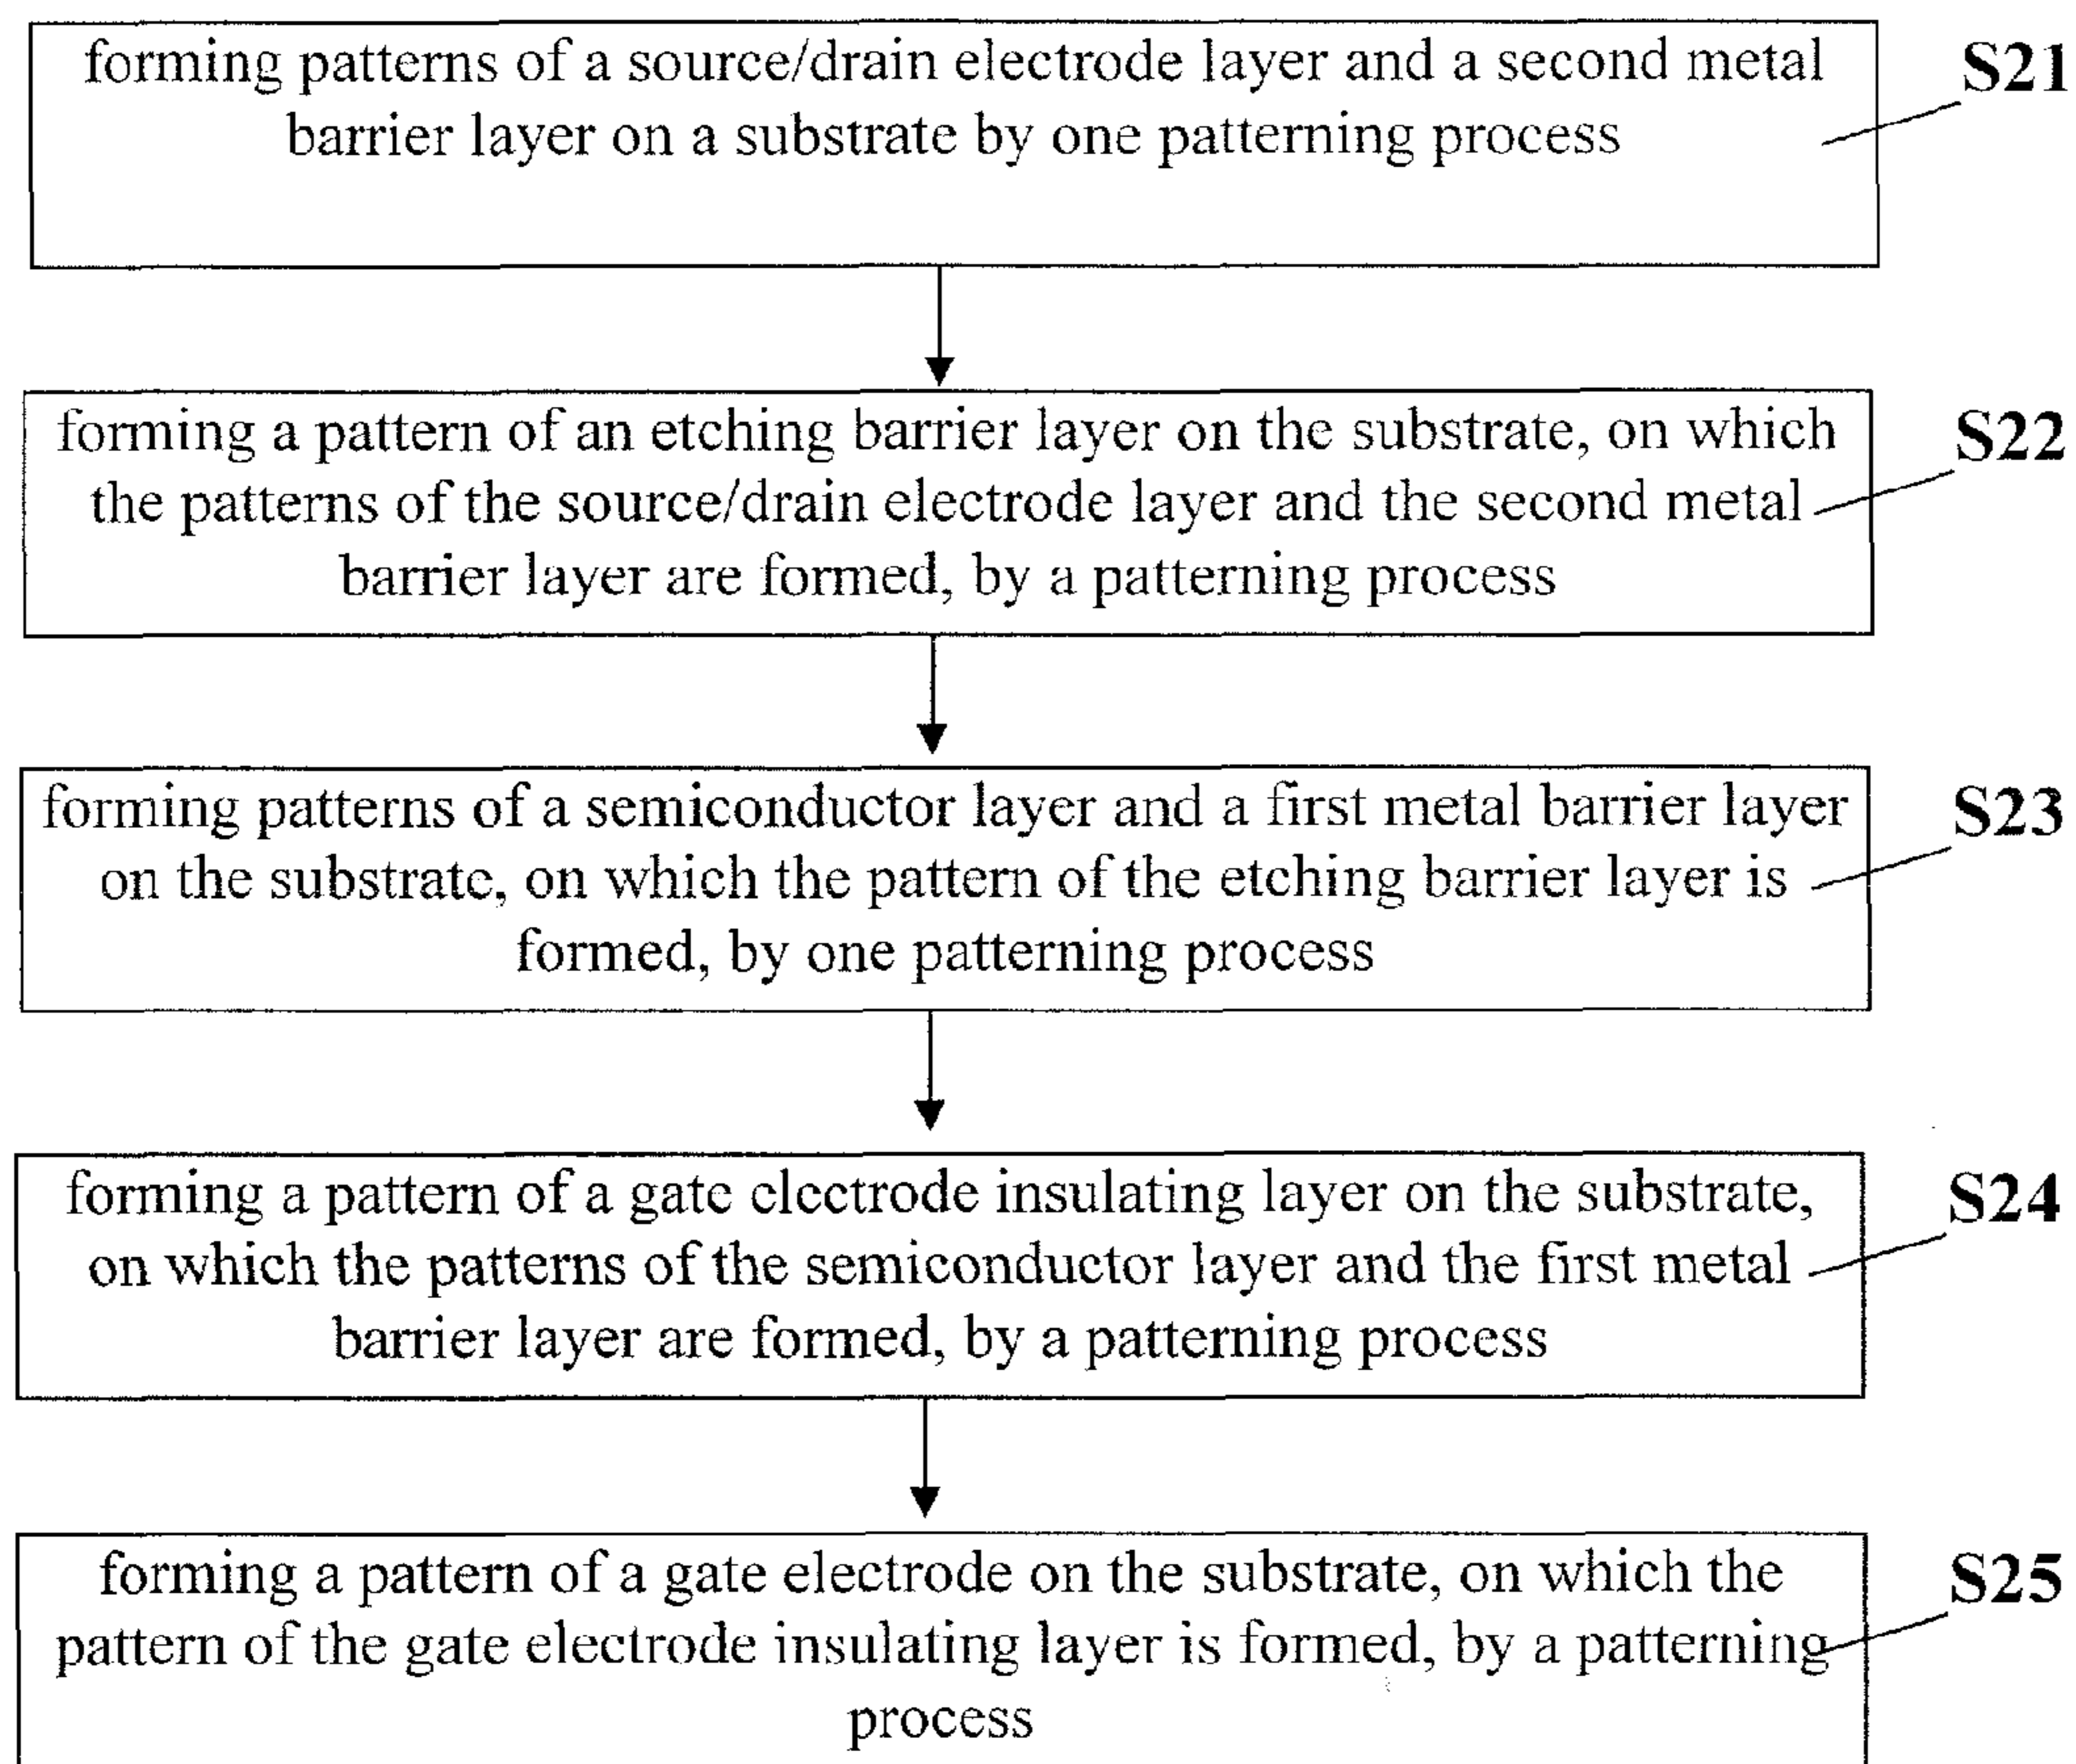 forming patterns of a source/drain electrode layer and a second metal
barrier layer on a substrate by one patterning process
S21
forming a pattern of an etching barrier layer on the substrate, on which
the patterns of the source/drain electrode layer and the second metal
barrier layer are formed, by a patterning process
S22
forming patterns of a semiconductor layer and a first metal barrier layer
on the substrate, on which the pattern of the etching barrier layer is
formed, by one patterning process
S23
forming a pattern of a gate electrode insulating layer on the substrate,
on which the patterns of the semiconductor layer and the first metal
barrier layer are formed, by a patterning process
S24
forming a pattern of a gate electrode on the substrate, on which the
pattern of the gate electrode insulating layer is formed, by a patterning
process
S25